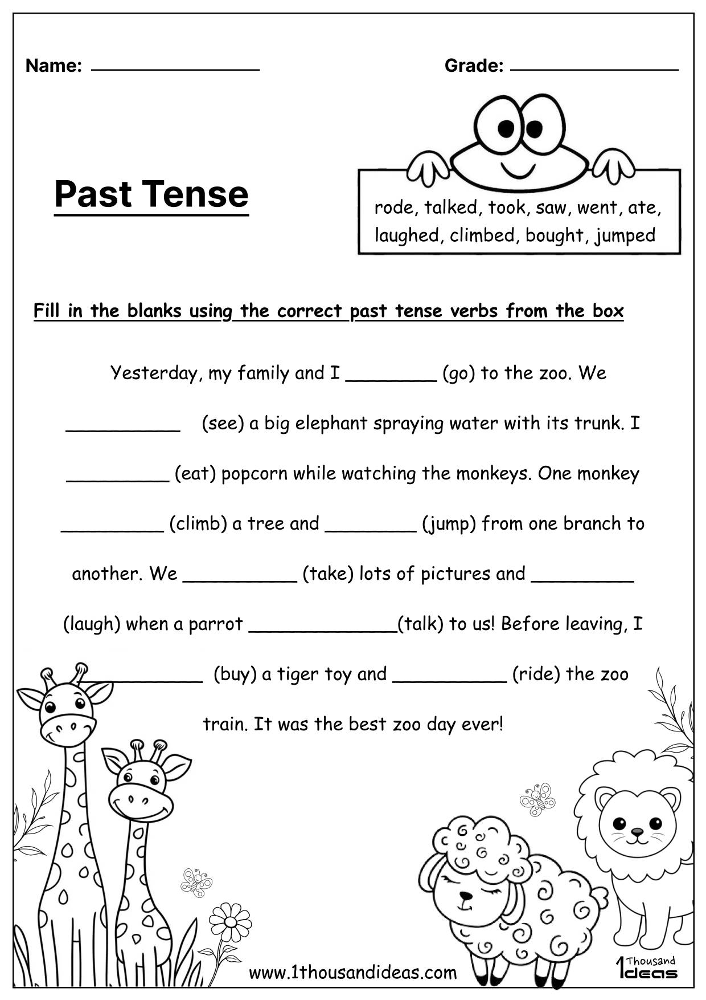 Name: __________________ Grade: __________________
Past Tense
rode, talked, took, saw, went, ate,
laughed, climbed, bought, jumped
Fill in the blanks using the correct past tense verbs from the box
Yesterday, my family and I ________ (go) to the zoo. We
__________ (see) a big elephant spraying water with its trunk. I
_________ (eat) popcorn while watching the monkeys. One monkey
_________ (climb) a tree and ________ (jump) from one branch to
another. We __________ (take) lots of pictures and _________
(laugh) when a parrot _____________(talk) to us! Before leaving, I
___________ (buy) a tiger toy and __________ (ride) the zoo
train. It was the best zoo day ever!
www.1thousandideas.com
1 Thousand
ideas